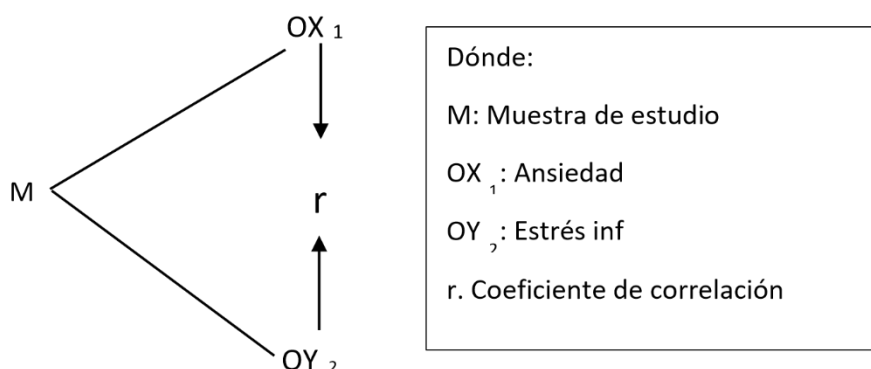 OX ₁
M
r
OY ₂
Dónde:
M: Muestra de estudio
OX ₁: Ansiedad
OY ₂: Estrés inf
r. Coeficiente de correlación